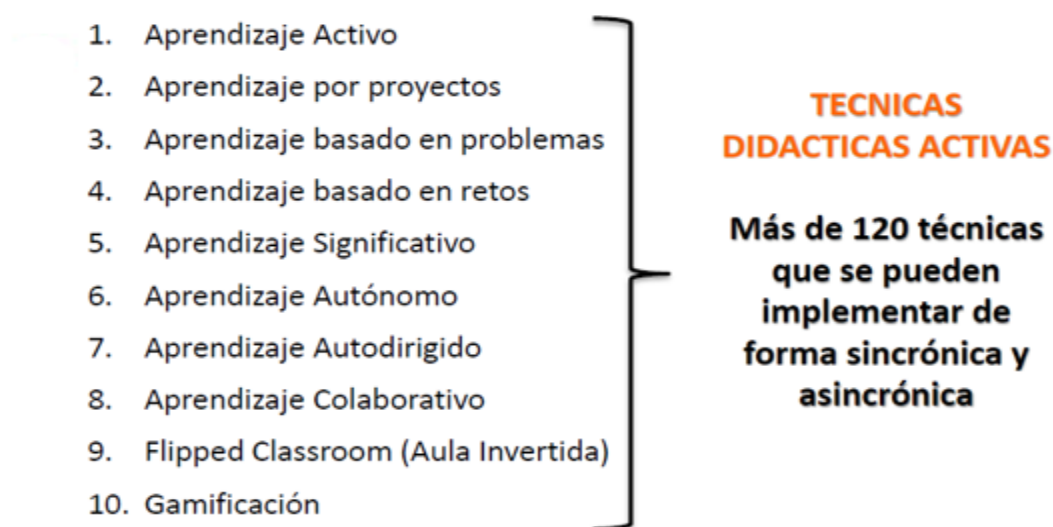 1. Aprendizaje Activo
2. Aprendizaje por proyectos
3. Aprendizaje basado en problemas
4. Aprendizaje basado en retos
5. Aprendizaje Significativo
6. Aprendizaje Autónomo
7. Aprendizaje Autodirigido
8. Aprendizaje Colaborativo
9. Flipped Classroom (Aula Invertida)
10. Gamificación
TECNICAS
DIDACTICAS ACTIVAS
Más de 120 técnicas
que se pueden
implementar de
forma sincrónica y
asincrónica